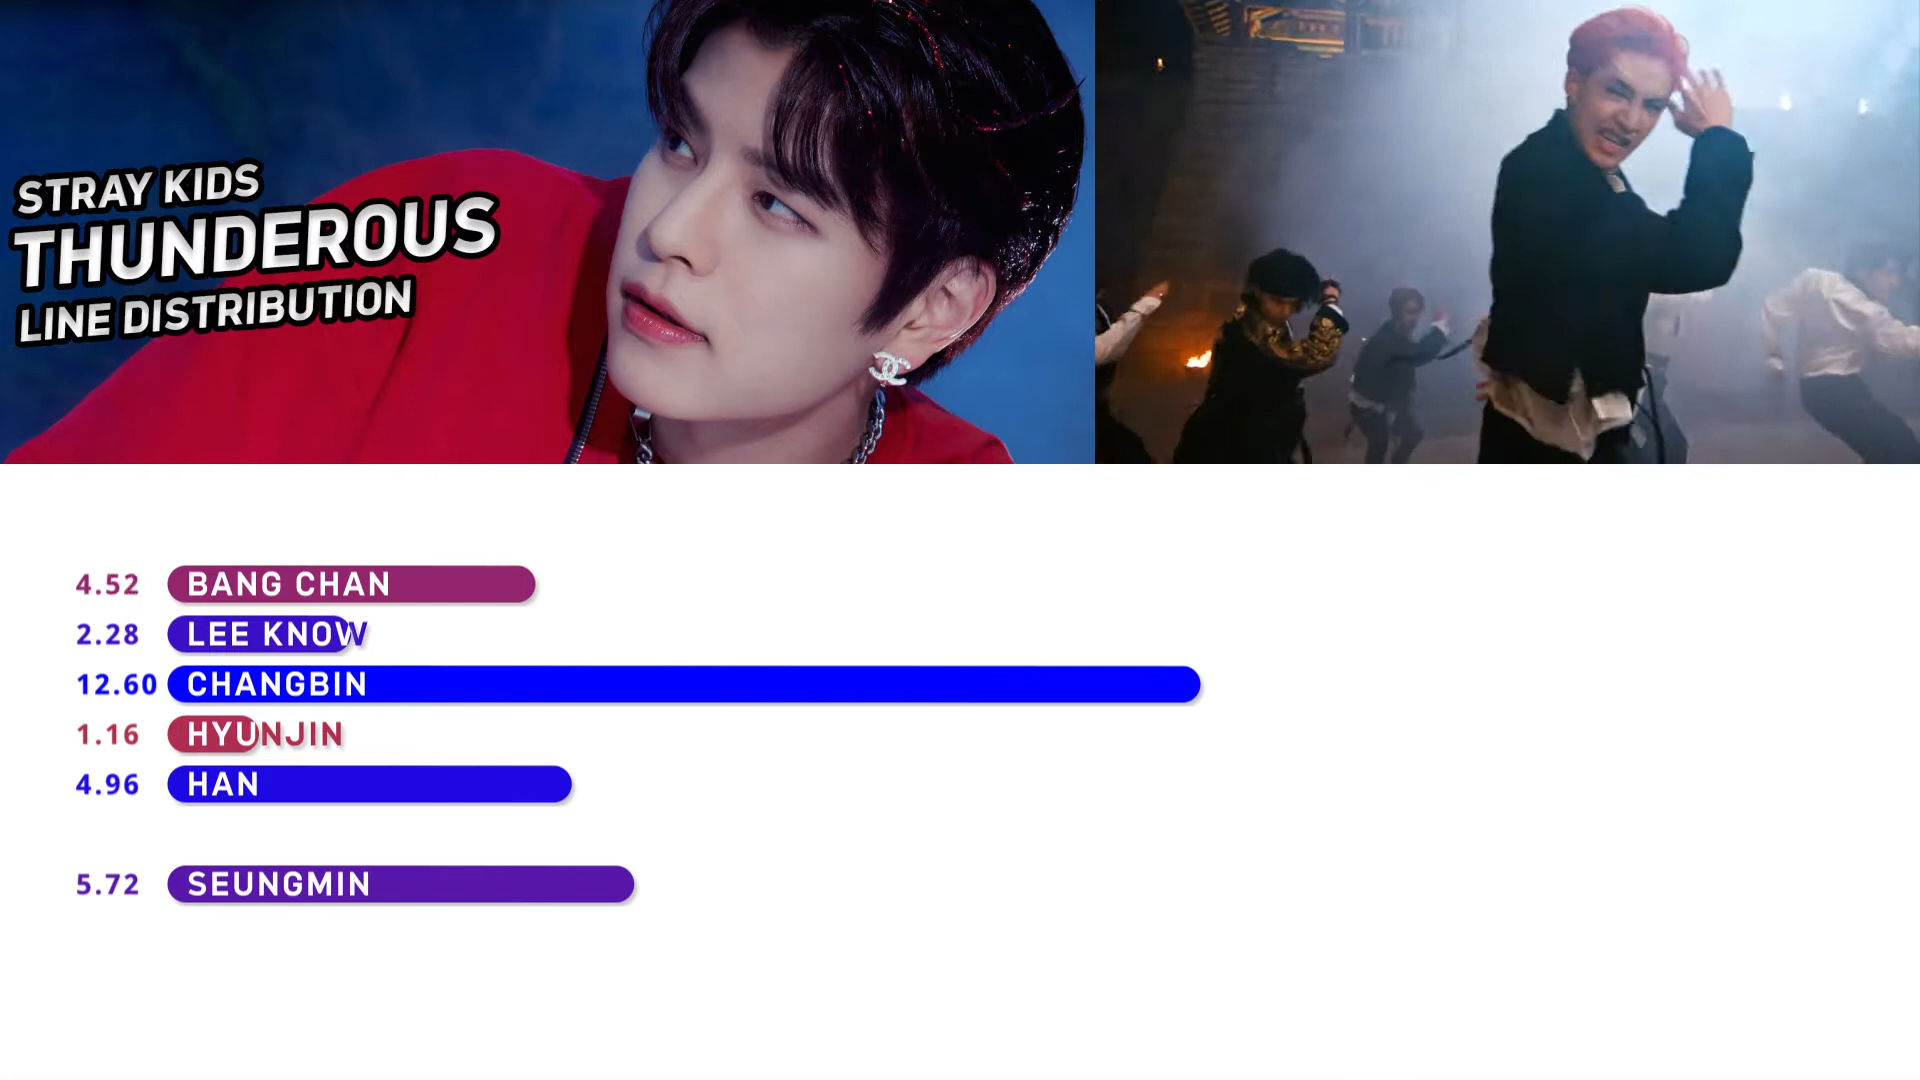 STRAY KIDS
THUNDEROUS
LINE DISTRIBUTION
4.52 BANG CHAN
2.28 LEE KNOW
12.60 CHANGBIN
1.16 HYUNJIN
4.96 HAN
5.72 SEUNGMIN